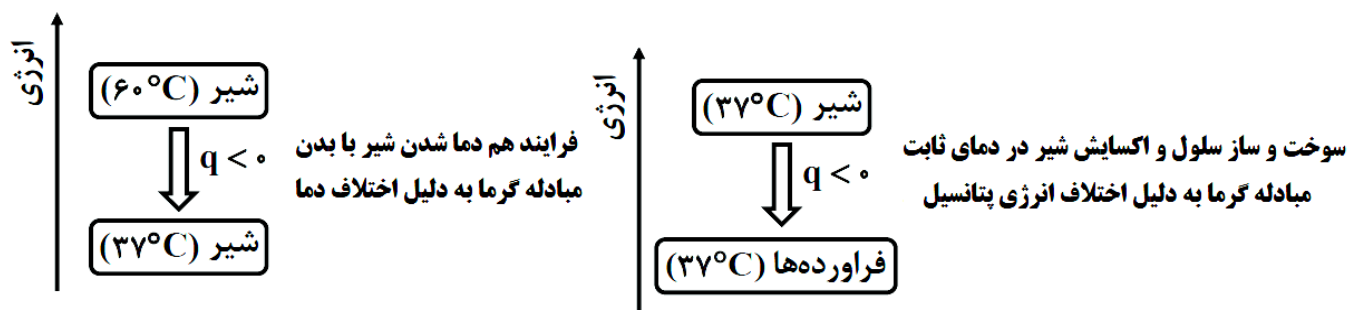 انرژی
شیر (۶۰°C)
q < ۰
شیر (۳۷°C)
فرایند هم دما شدن شیر با بدن
مبادله گرما به دلیل اختلاف دما
انرژی
شیر (۳۷°C)
q < ۰
فراورده‌ها (۳۷°C)
سوخت و ساز سلول و اکسایش شیر در دمای ثابت
مبادله گرما به دلیل اختلاف انرژی پتانسیل